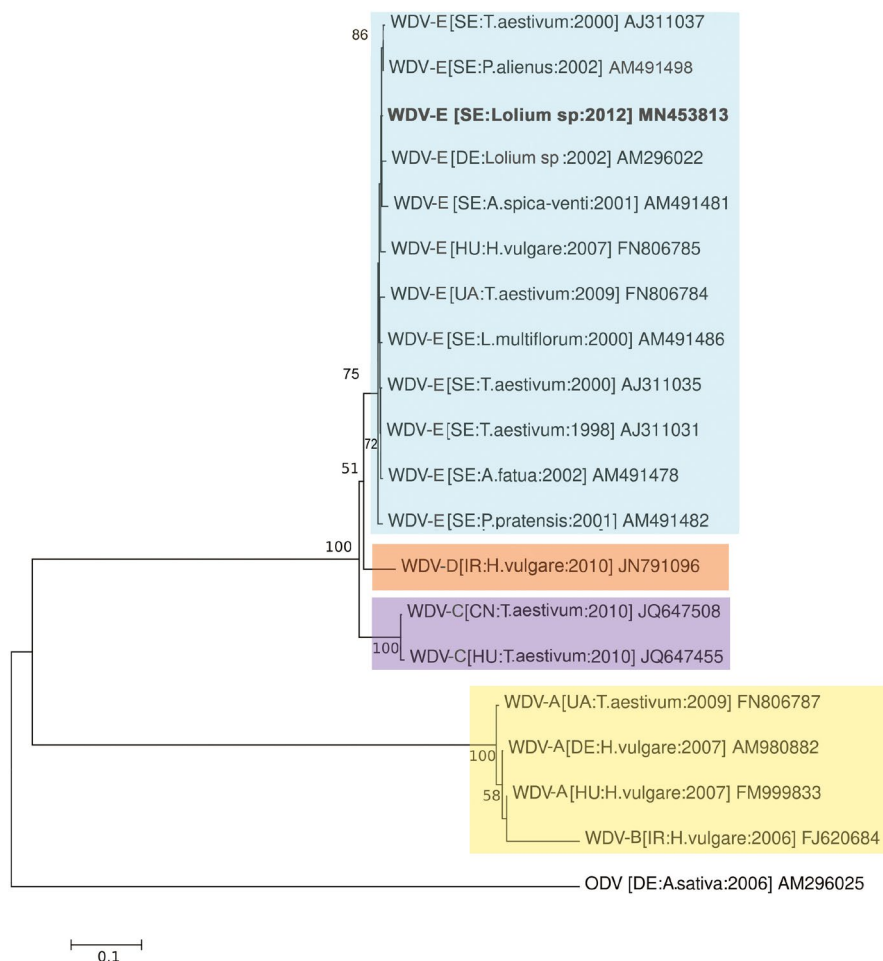 86
WDV-E[SE:T.aestivum:2000] AJ311037
WDV-E[SE:P.alienus:2002] AM491498
WDV-E [SE:Lolium sp:2012] MN453813
WDV-E[DE:Lolium sp:2002] AM296022
WDV-E [SE:A.spica-venti:2001] AM491481
WDV-E[HU:H.vulgare:2007] FN806785
WDV-E[UA:T.aestivum:2009] FN806784
WDV-E[SE:L.multiflorum:2000] AM491486
75
WDV-E[SE:T.aestivum:2000] AJ311035
WDV-E[SE:T.aestivum:1998] AJ311031
72
51
WDV-E[SE:A.fatua:2002] AM491478
WDV-E[SE:P.pratensis:2001] AM491482
100
WDV-D[IR:H.vulgare:2010] JN791096
WDV-C[CN:T.aestivum:2010] JQ647508
100
WDV-C[HU:T.aestivum:2010] JQ647455
WDV-A[UA:T.aestivum:2009] FN806787
100
WDV-A[DE:H.vulgare:2007] AM980882
58
WDV-A[HU:H.vulgare:2007] FM999833
WDV-B[IR:H.vulgare:2006] FJ620684
ODV [DE:A.sativa:2006] AM296025
0.1